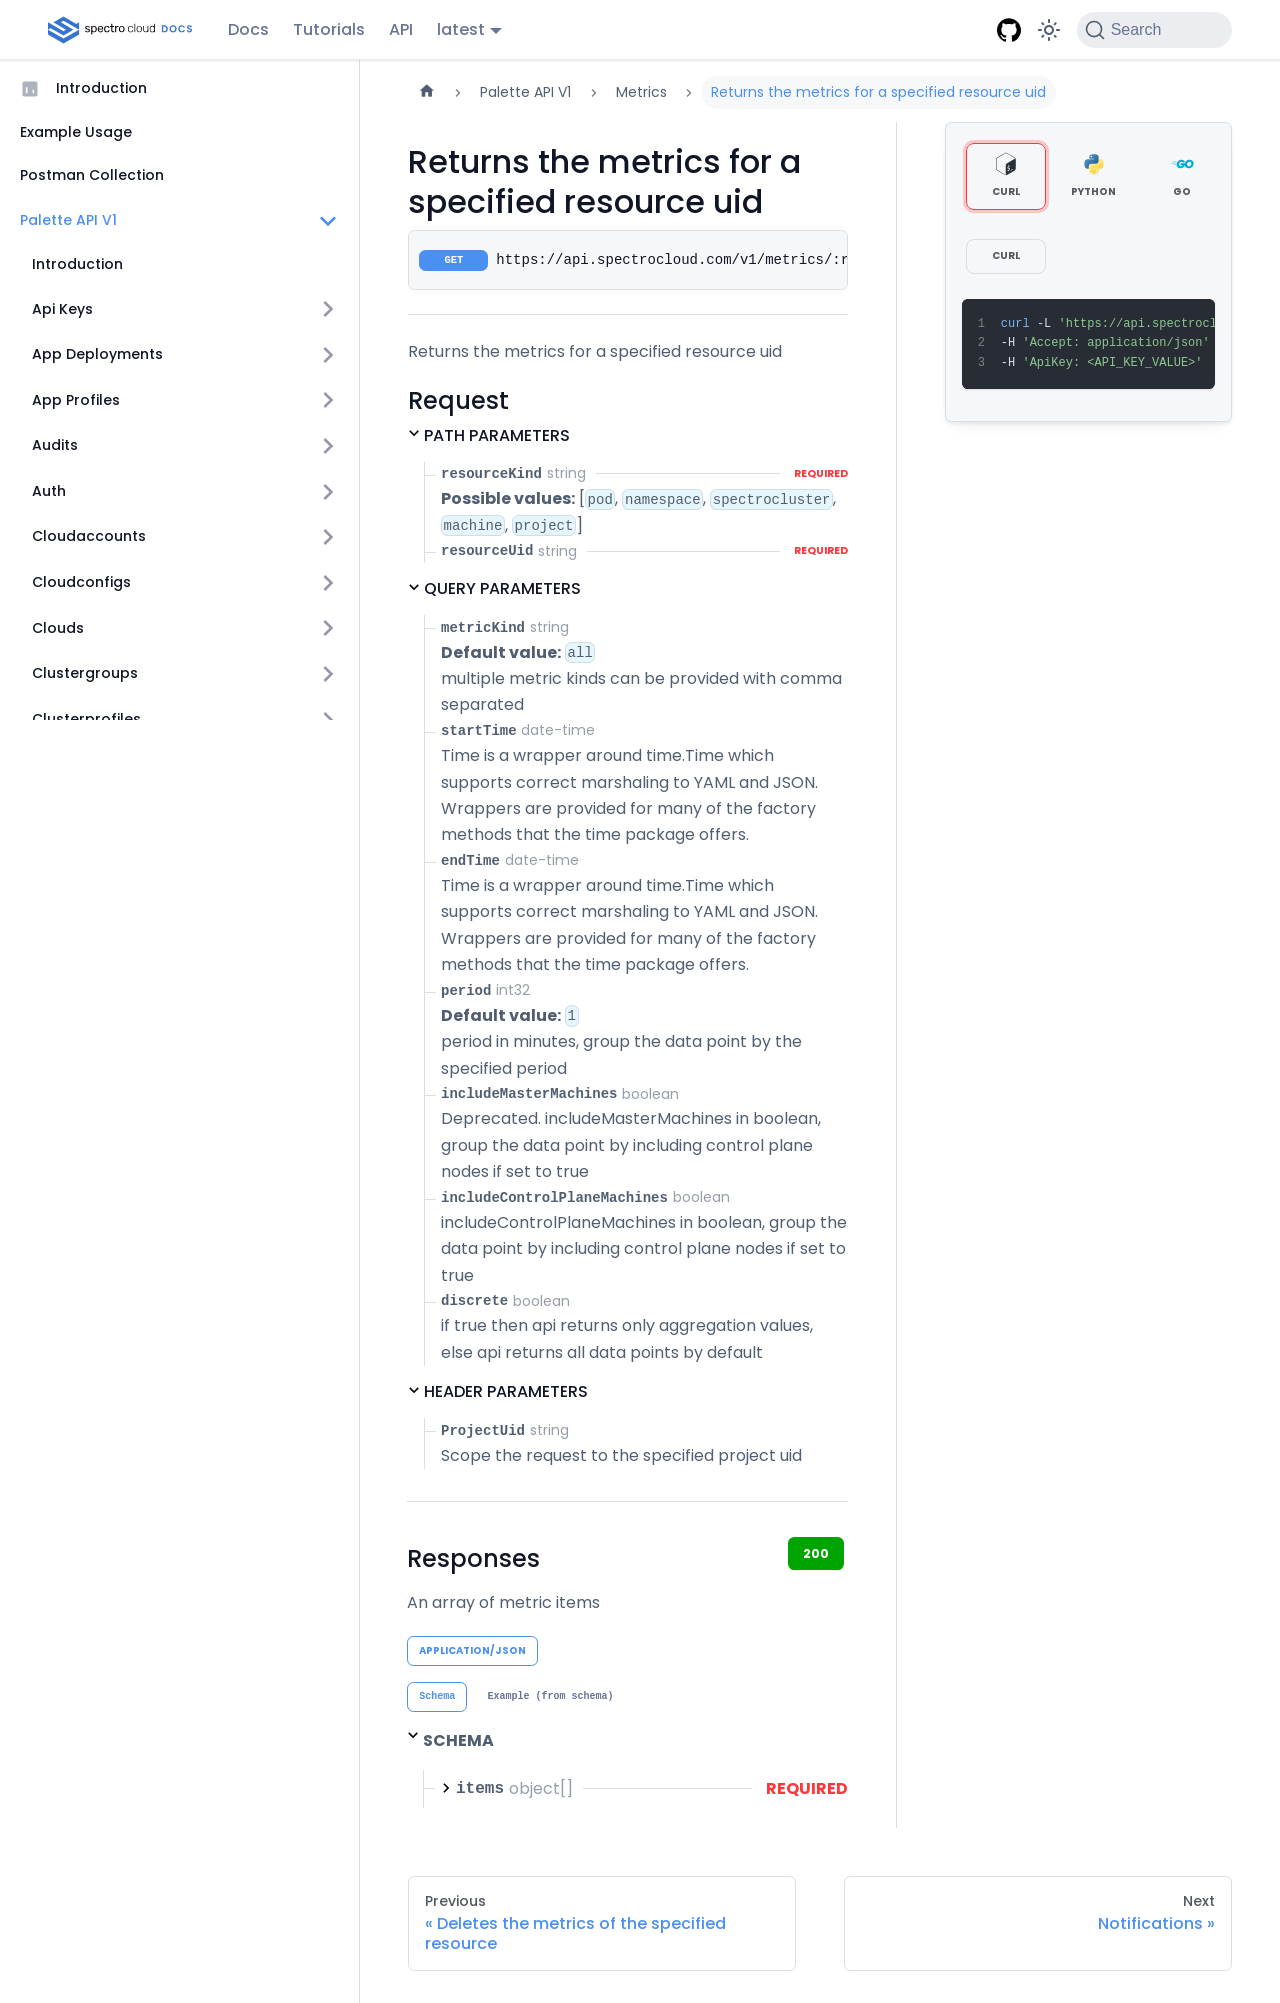 spectro cloud DOCS
Docs
Tutorials
API
latest
Search
Introduction
Example Usage
Postman Collection
Palette API V1
Introduction
Api Keys
App Deployments
App Profiles
Audits
Auth
Cloudaccounts
Cloudconfigs
Clouds
Clustergroups
Clusterprofiles
Palette API V1
Metrics
Returns the metrics for a specified resource uid
Returns the metrics for a
specified resource uid
GET https://api.spectrocloud.com/v1/metrics/:r
Returns the metrics for a specified resource uid
Request
PATH PARAMETERS
resourceKind string REQUIRED
Possible values: [pod, namespace, spectrocluster,
machine, project]
resourceUid string REQUIRED
QUERY PARAMETERS
metricKind string
Default value: all
multiple metric kinds can be provided with comma
separated
startTime date-time
Time is a wrapper around time.Time which
supports correct marshaling to YAML and JSON.
Wrappers are provided for many of the factory
methods that the time package offers.
endTime date-time
Time is a wrapper around time.Time which
supports correct marshaling to YAML and JSON.
Wrappers are provided for many of the factory
methods that the time package offers.
period int32
Default value: 1
period in minutes, group the data point by the
specified period
includeMasterMachines boolean
Deprecated. includeMasterMachines in boolean,
group the data point by including control plane
nodes if set to true
includeControlPlaneMachines boolean
includeControlPlaneMachines in boolean, group the
data point by including control plane nodes if set to
true
discrete boolean
if true then api returns only aggregation values,
else api returns all data points by default
HEADER PARAMETERS
ProjectUid string
Scope the request to the specified project uid
Responses
200
An array of metric items
APPLICATION/JSON
Schema
Example (from schema)
SCHEMA
items object[] REQUIRED
CURL
PYTHON
GO
CURL
1 curl -L 'https://api.spectrocl
2 -H 'Accept: application/json'
3 -H 'ApiKey: <API_KEY_VALUE>'
Previous
« Deletes the metrics of the specified
resource
Next
Notifications »